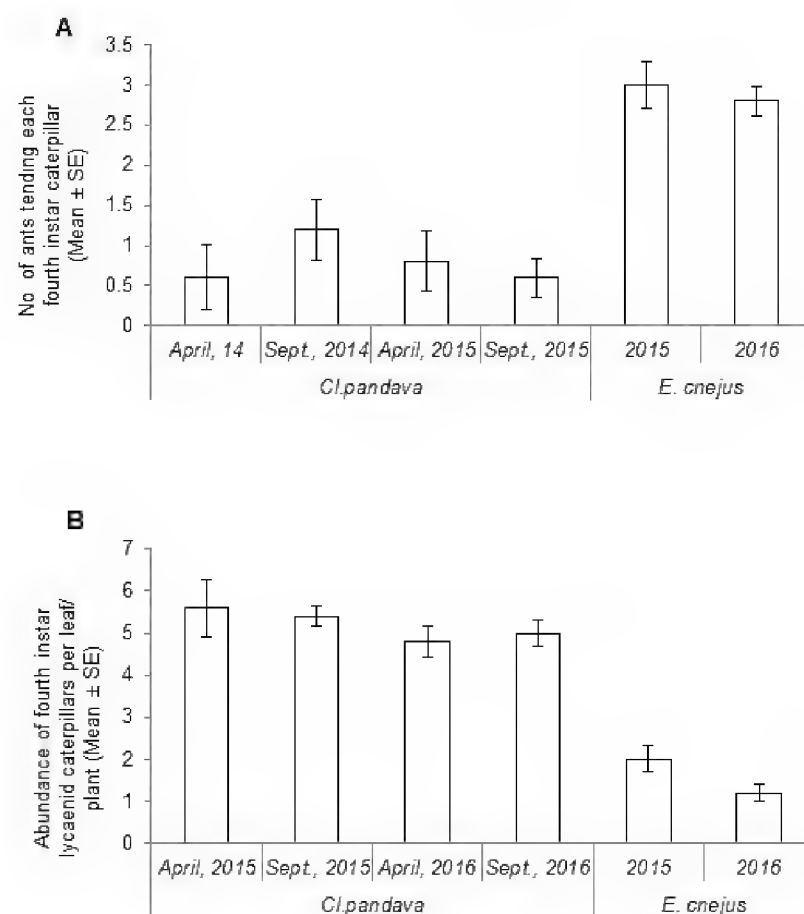 A
No of ants tending each
fourth instar caterpillar
(Mean ± SE)
3.5
3
2.5
2
1.5
1
0.5
0
April, 14 Sept., 2014 April, 2015 Sept., 2015 2015 2016
Cl.pandava E. cnejus
B
Abundance of fourth instar
lycaenid caterpillars per leaf/
plant (Mean ± SE)
7
6
5
4
3
2
1
0
April, 2015 Sept., 2015 April, 2016 Sept., 2016 2015 2016
Cl.pandava E. cnejus